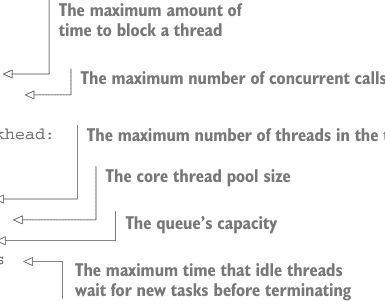 The maximum amount of
time to block a thread
The maximum number of concurrent calls
khead:
The maximum number of threads in the
The core thread pool size
The queue's capacity
s
The maximum time that idle threads
wait for new tasks before terminating